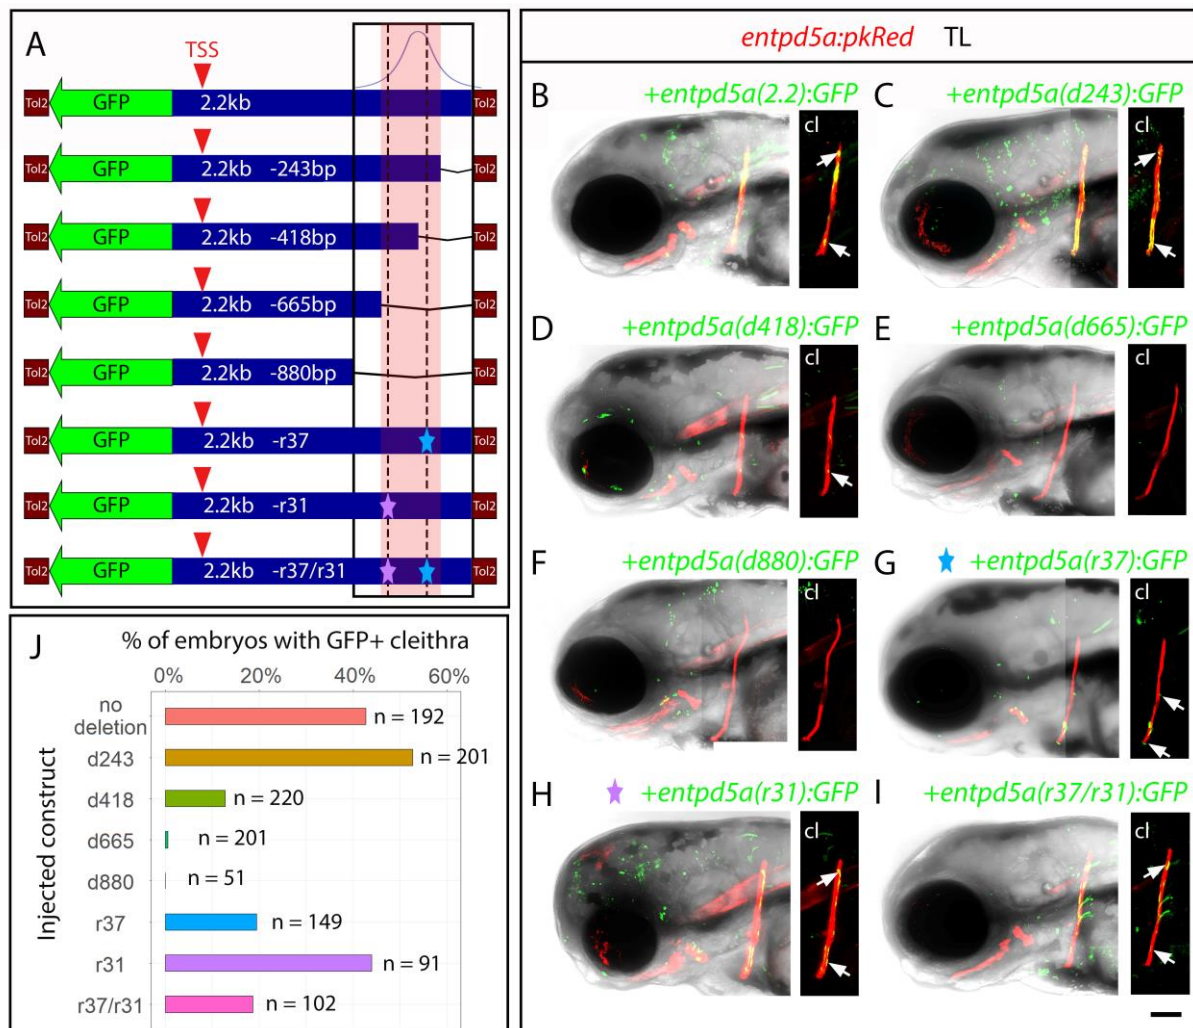 A
TSS
Tol2 GFP 2.2kb Tol2
Tol2 GFP 2.2kb -243bp Tol2
Tol2 GFP 2.2kb -418bp Tol2
Tol2 GFP 2.2kb -665bp Tol2
Tol2 GFP 2.2kb -880bp Tol2
Tol2 GFP 2.2kb -r37 Tol2
Tol2 GFP 2.2kb -r31 Tol2
Tol2 GFP 2.2kb -r37/r31 Tol2
J % of embryos with GFP+ cleithra
0% 20% 40% 60%
Injected construct
no deletion n = 192
d243 n = 201
d418 n = 220
d665 n = 201
d880 n = 51
r37 n = 149
r31 n = 91
r37/r31 n = 102
entpd5a:pkRed TL
B +entpd5a(2.2):GFP
cl
C +entpd5a(d243):GFP
cl
D +entpd5a(d418):GFP
cl
E +entpd5a(d665):GFP
cl
F +entpd5a(d880):GFP
cl
G +entpd5a(r37):GFP
cl
H +entpd5a(r31):GFP
cl
I +entpd5a(r37/r31):GFP
cl